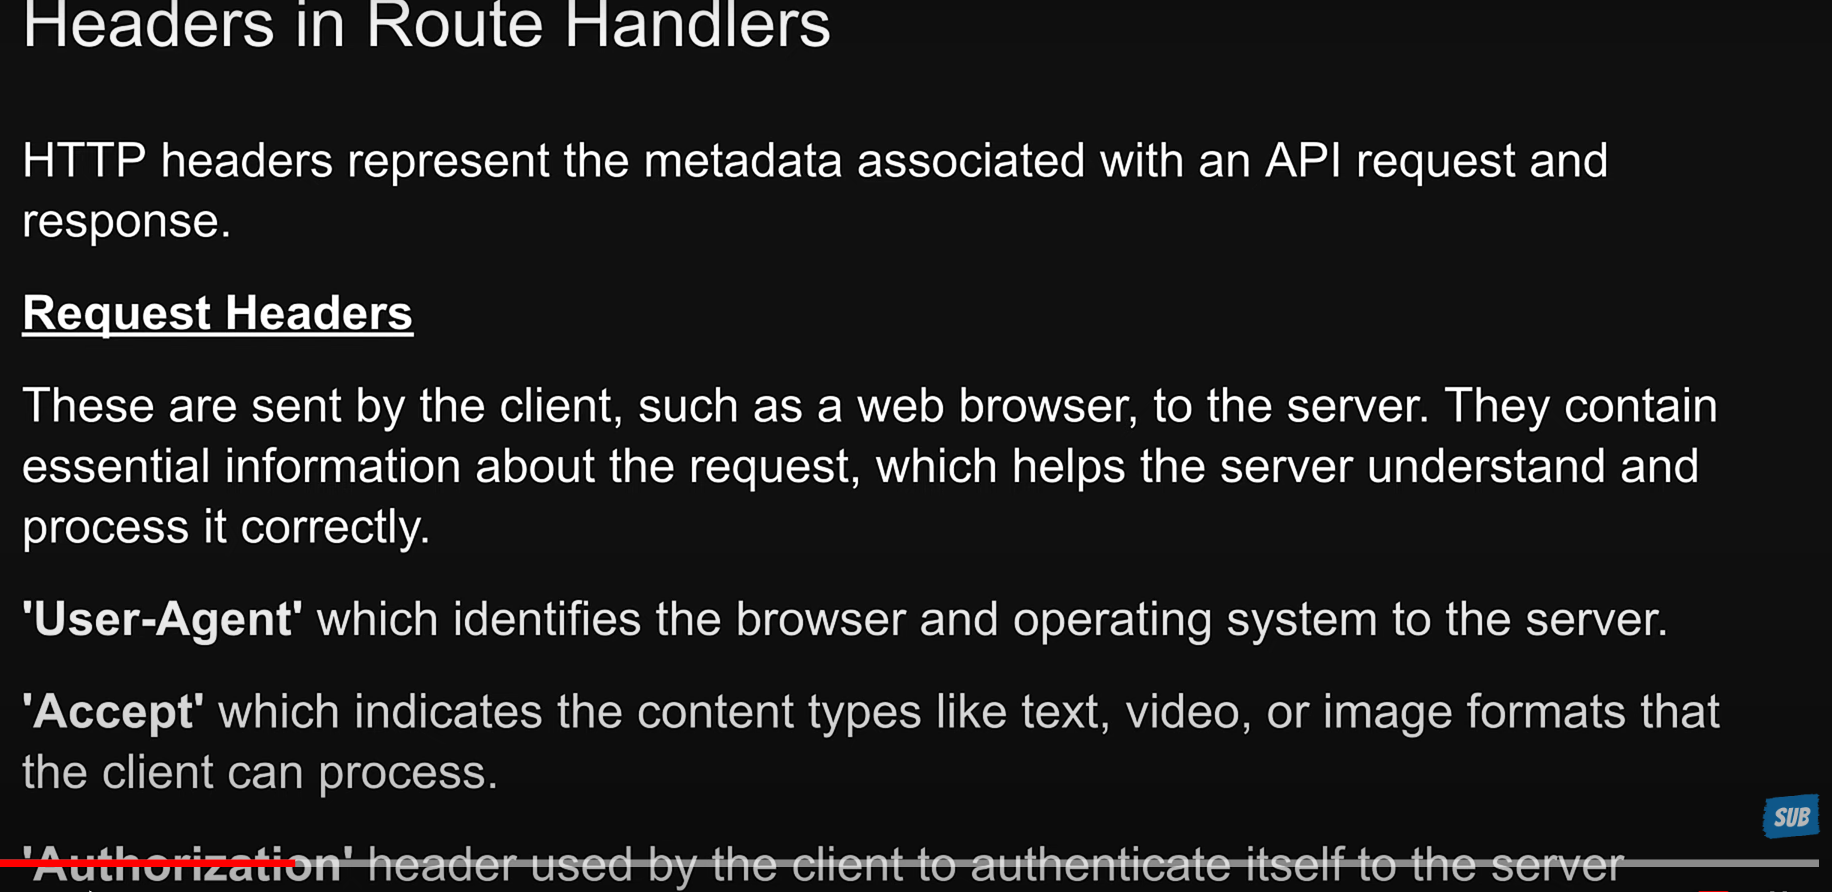 Headers in Route Handlers
HTTP headers represent the metadata associated with an API request and
response.
Request Headers
These are sent by the client, such as a web browser, to the server. They contain
essential information about the request, which helps the server understand and
process it correctly.
'User-Agent' which identifies the browser and operating system to the server.
'Accept' which indicates the content types like text, video, or image formats that
the client can process.
SUB
'Authorization' header used by the client to authenticate itself to the server